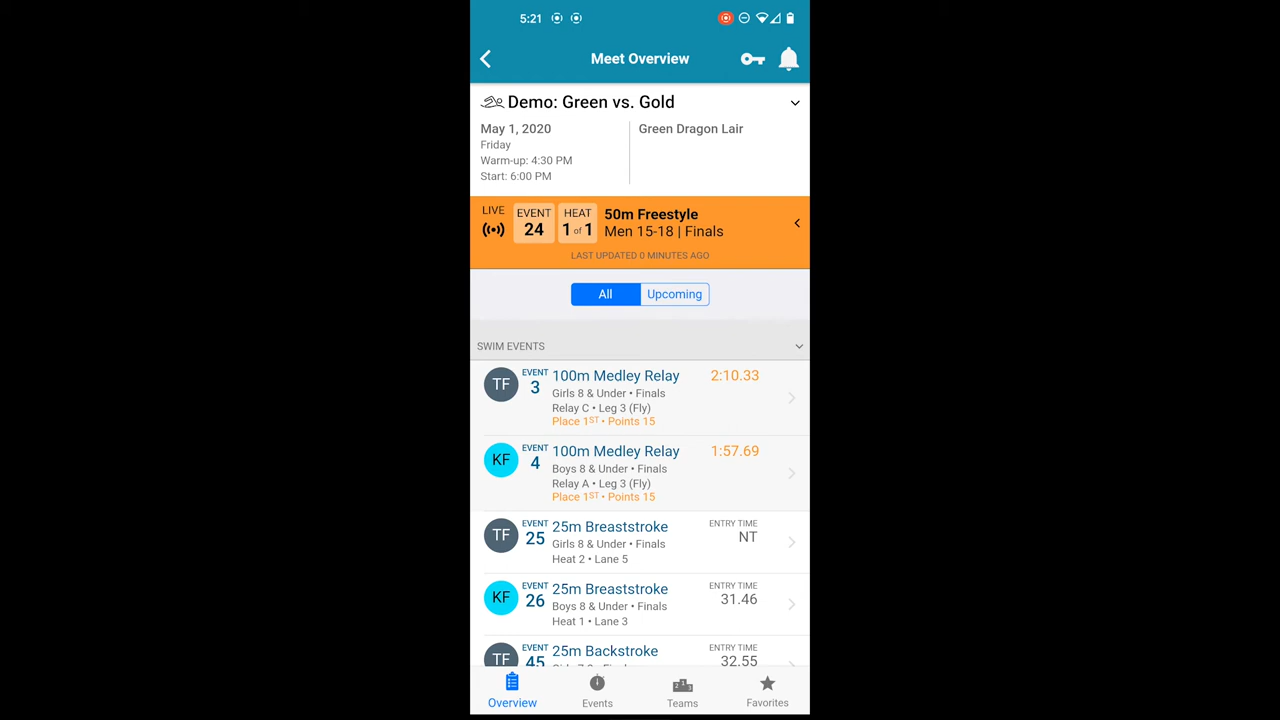 5:21
Meet Overview
Demo: Green vs. Gold
May 1, 2020
Friday
Warm-up: 4:30 PM
Start: 6:00 PM
Green Dragon Lair
LIVE
EVENT
24
HEAT
1 of 1
50m Freestyle
Men 15-18 | Finals
LAST UPDATED 0 MINUTES AGO
All
Upcoming
SWIM EVENTS
TF
EVENT
3
100m Medley Relay
2:10.33
Girls 8 & Under • Finals
Relay C • Leg 3 (Fly)
Place 1ST • Points 15
KF
EVENT
4
100m Medley Relay
1:57.69
Boys 8 & Under • Finals
Relay A • Leg 3 (Fly)
Place 1ST • Points 15
TF
EVENT
25
25m Breaststroke
ENTRY TIME
NT
Girls 8 & Under • Finals
Heat 2 • Lane 5
KF
EVENT
26
25m Breaststroke
ENTRY TIME
31.46
Boys 8 & Under • Finals
Heat 1 • Lane 3
TF
EVENT
45
25m Backstroke
ENTRY TIME
32.55
Overview
Events
Teams
Favorites